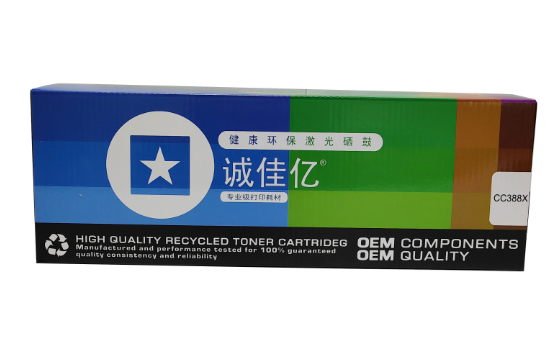 健康环保激光硒鼓
诚佳亿®
专业级打印耗材
CC388X
HIGH QUALITY RECYCLED TONER CARTRIDEG
Manufactured and performance tested for 100% guaranteed
quality consistency and reliability
OEM COMPONENTS
OEM QUALITY